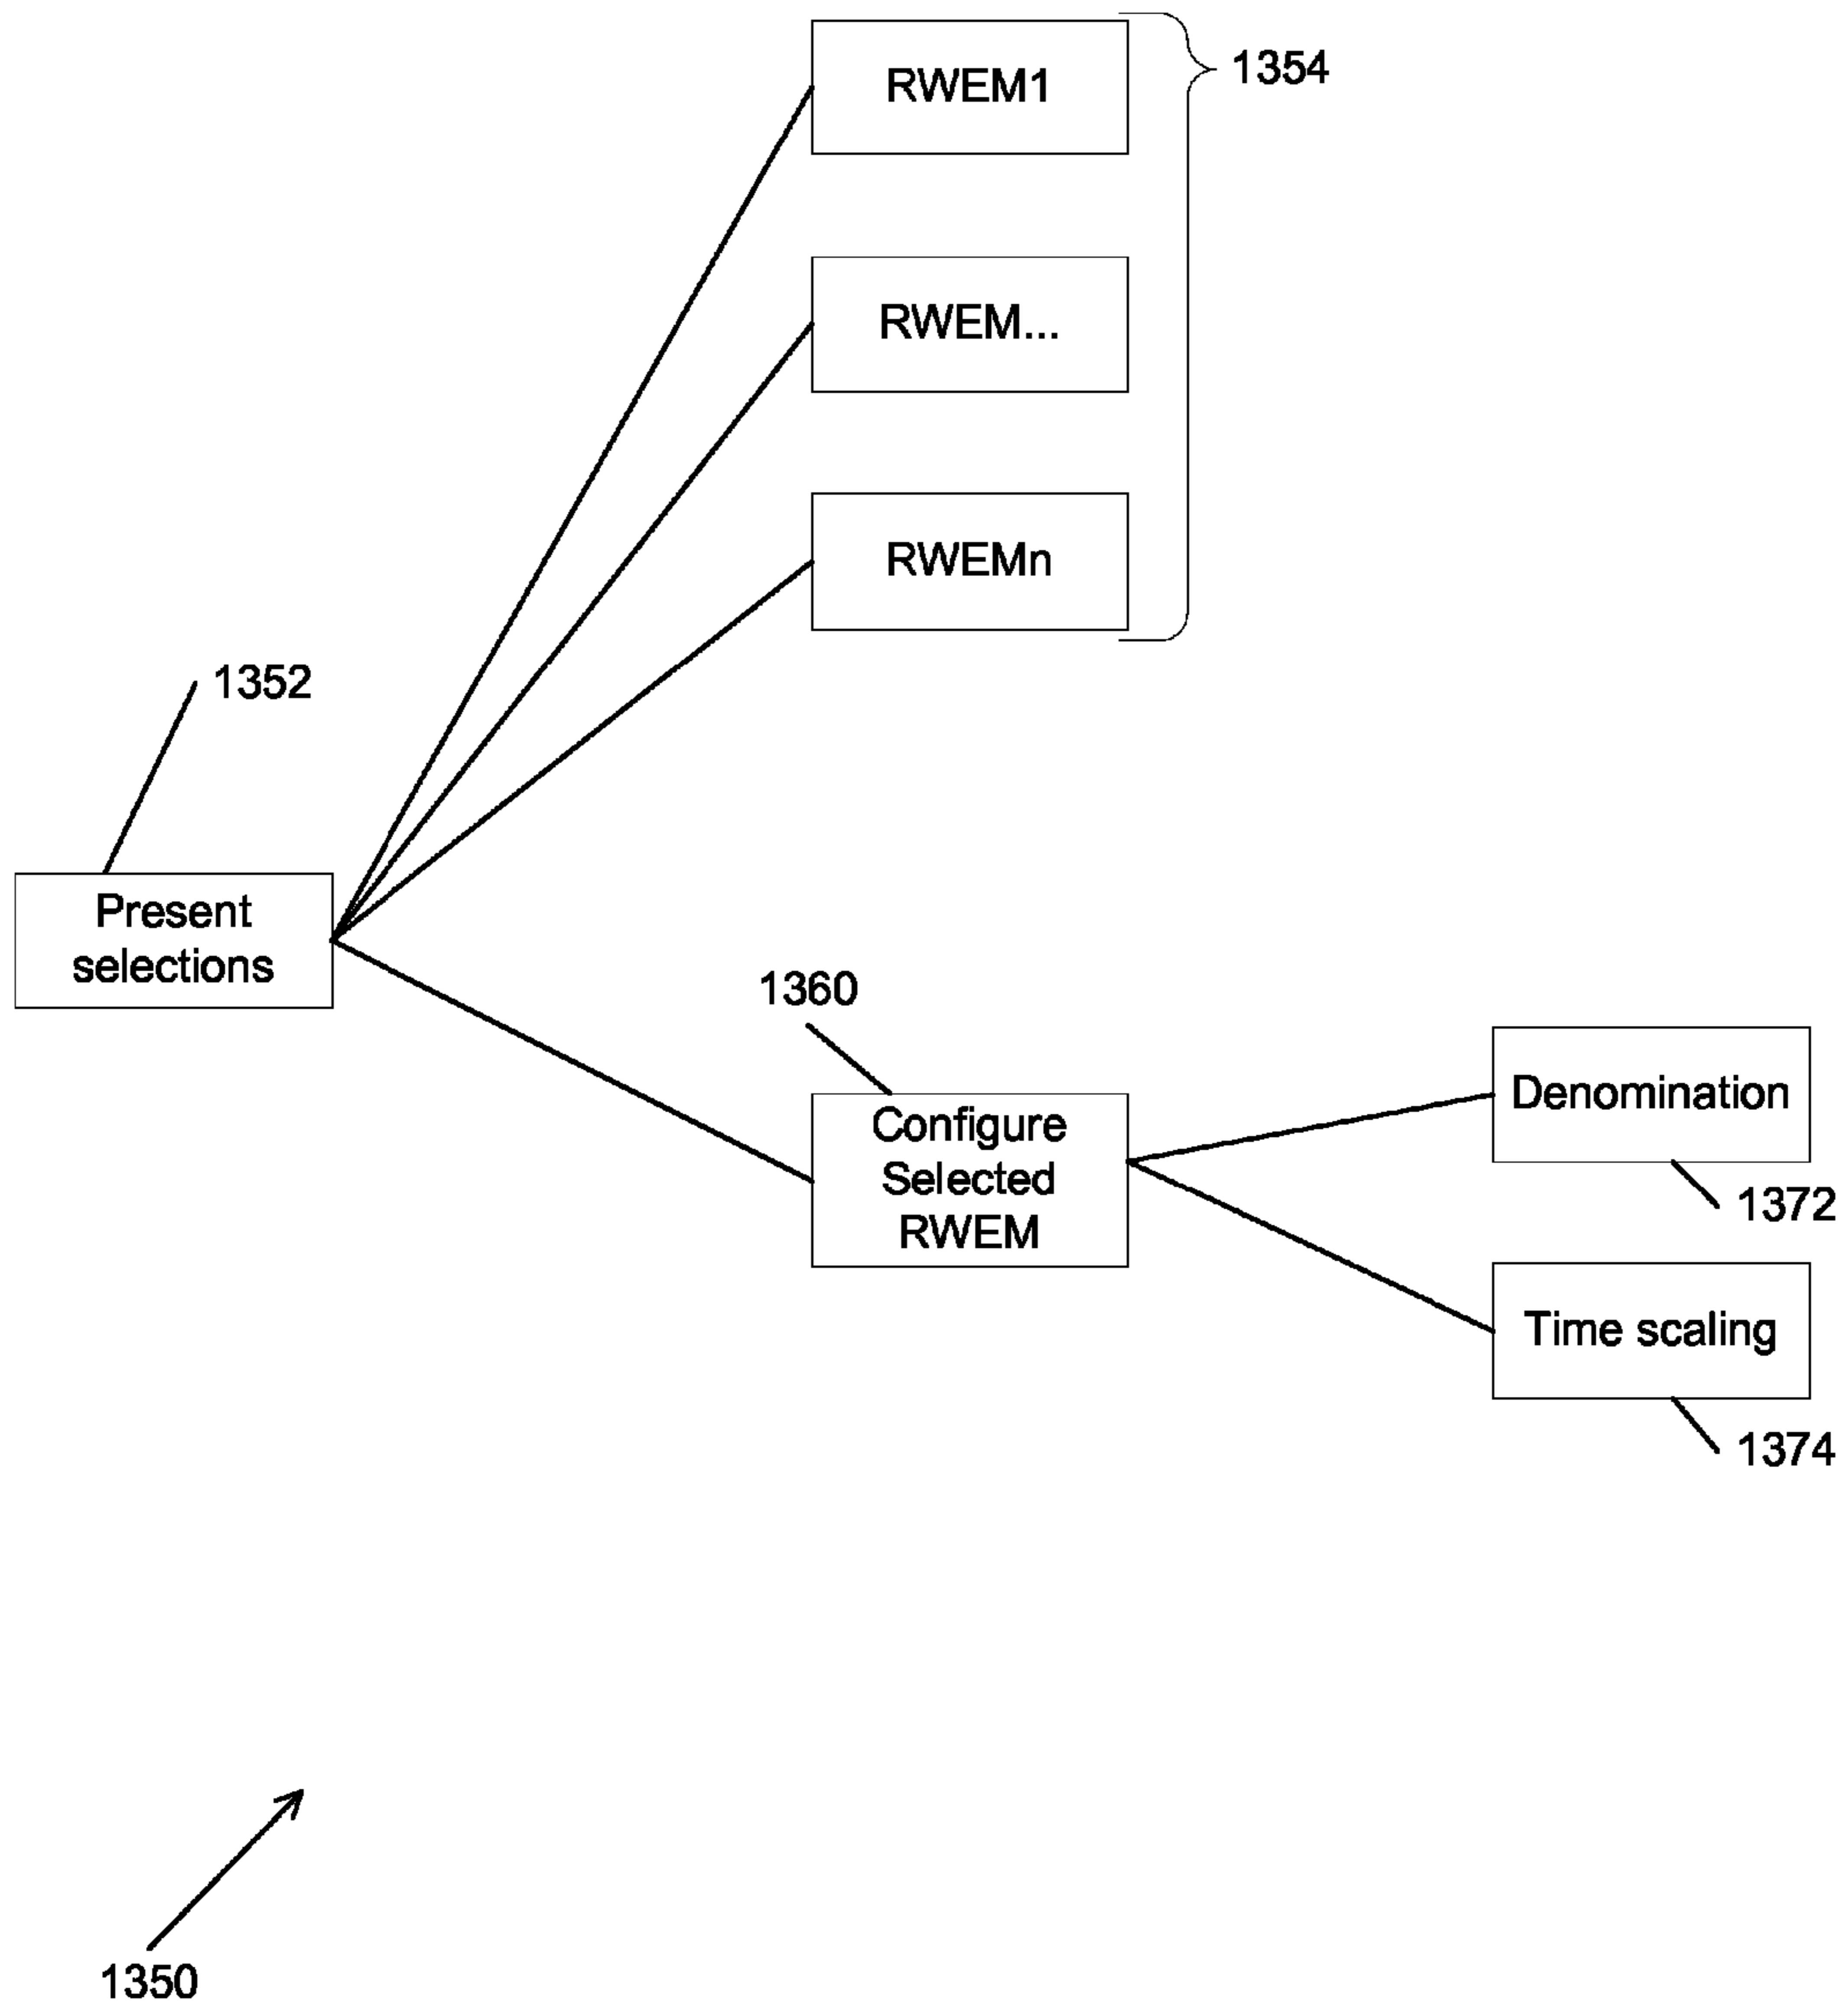 RWEM1
1354
RWEM...
RWEMn
1352
Present
selections
1360
Configure
Selected
RWEM
Denomination
1372
Time scaling
1374
1350